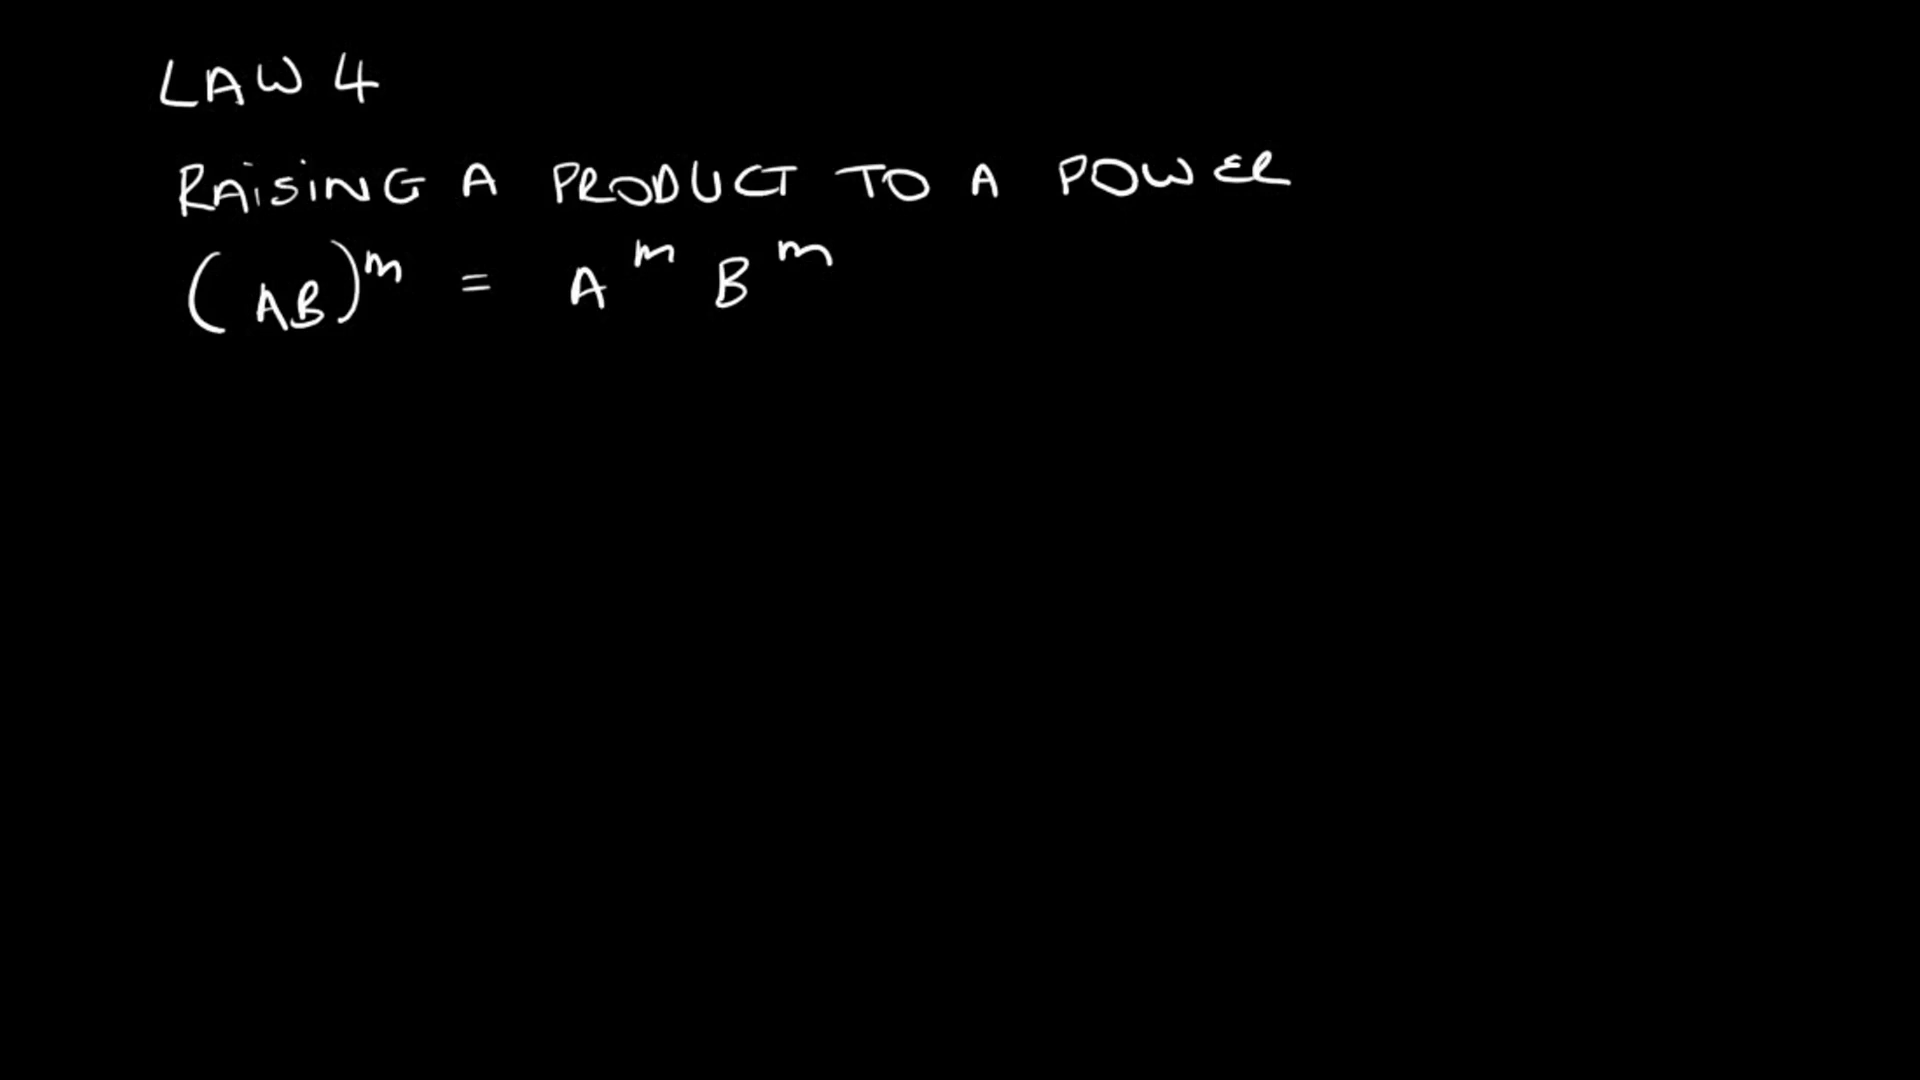 LAW 4
RAISING A PRODUCT TO A POWER
(AB)^m = A^m B^m